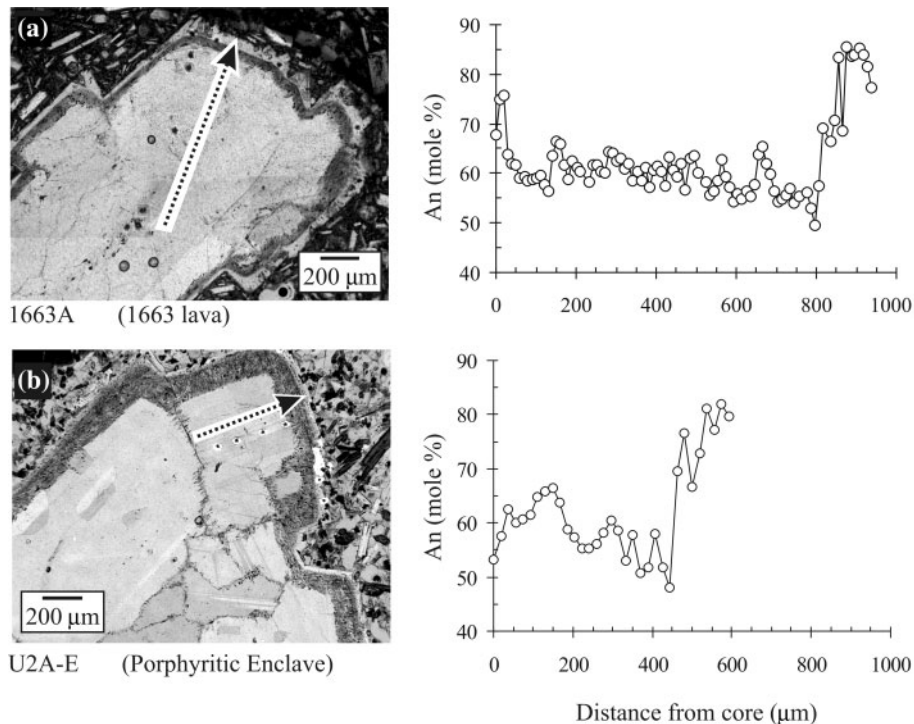 (a)
200 µm
1663A (1663 lava)
An (mole %)
90
80
70
60
50
40
0 200 400 600 800 1000
(b)
200 µm
U2A-E (Porphyritic Enclave)
An (mole %)
90
80
70
60
50
40
0 200 400 600 800 1000
Distance from core (µm)